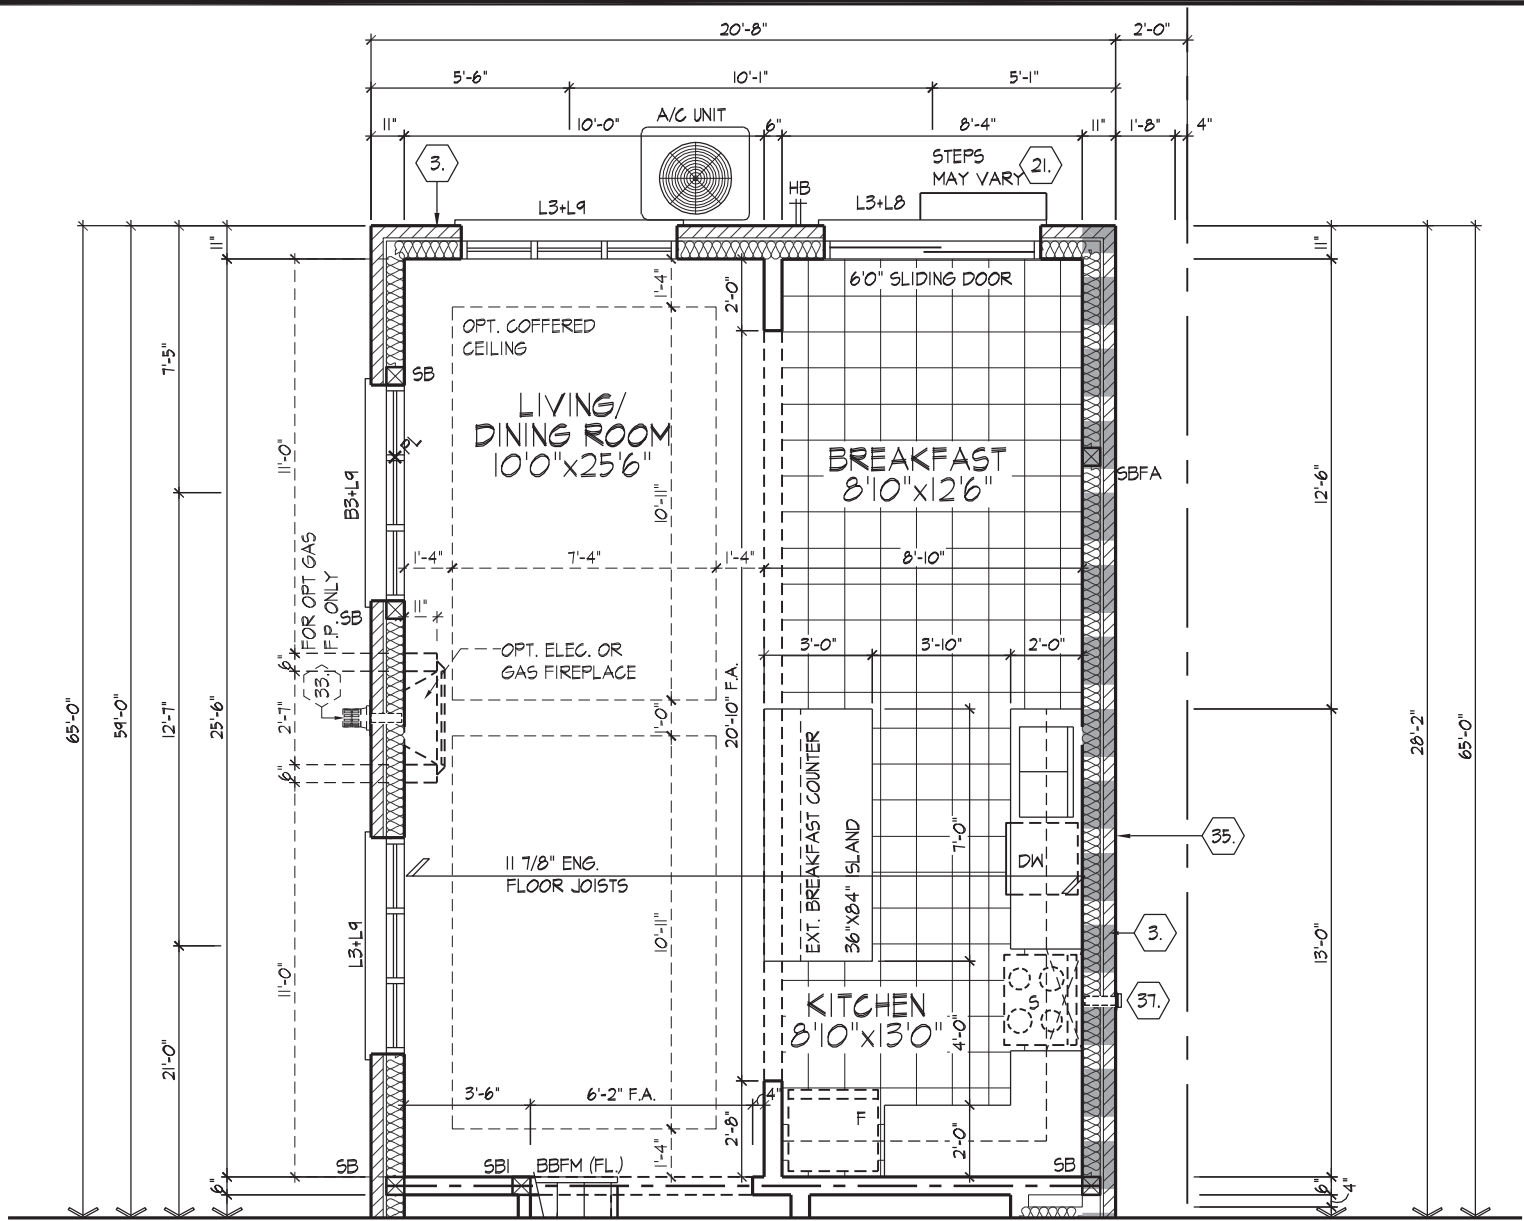 20'-8"
2'-0"
5'-6"
10'-1"
5'-1"
A/C UNIT
11"
10'-0"
6"
8'-4"
11"
1'-8"
4"
3.
STEPS
MAY VARY
21.
HB
L3+L9
L3+L8
11"
11"
1'-4"
2'-0"
6'0" SLIDING DOOR
OPT. COFFERED
CEILING
7'-5"
SB
LIVING/
DINING ROOM
10'0"x25'6"
PL
11'-0"
BREAKFAST
8'10"x12'6"
SBFA
B3+L9
10'-11"
12'-6"
FOR OPT GAS
F.P. ONLY
1'-4"
7'-4"
1'-4"
8'-10"
11"
SB
3'-0"
3'-10"
2'-0"
OPT. ELEC. OR
GAS FIREPLACE
6"
33.
65'-0"
59'-0"
12'-7"
25'-6"
2'-7"
6"
1'-0"
20'-10" F.A.
28'-2"
65'-0"
EXT. BREAKFAST COUNTER
36"X84" ISLAND
7'-0"
35.
DW
11 7/8" ENG.
FLOOR JOISTS
L3+L9
10'-11"
3.
13'-0"
11'-0"
S
37.
KITCHEN
8'10"x13'0"
4'-0"
21'-0"
3'-6"
6'-2" F.A.
4"
F
2'-8"
2'-0"
1'-4"
SB
SB1
BBFM (FL.)
SB
6"
6"
4"